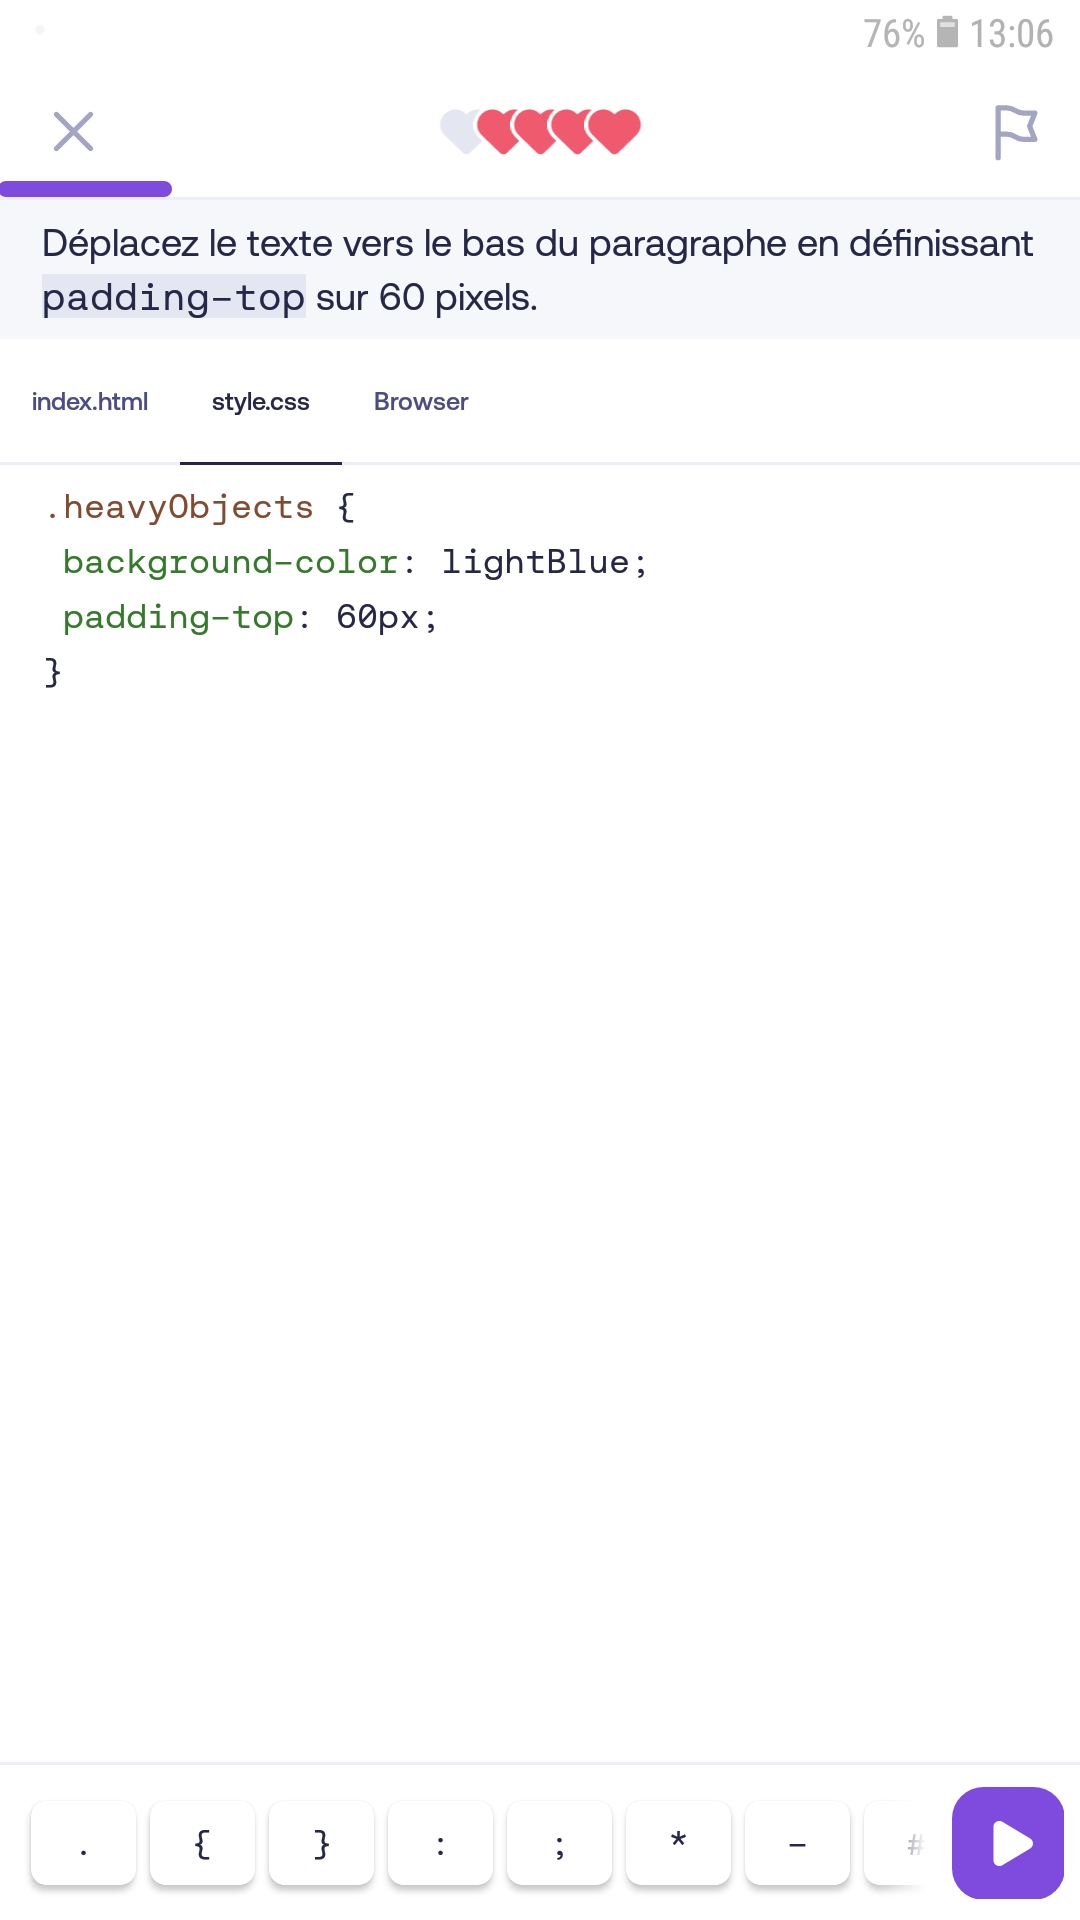 76% 13:06
Déplacez le texte vers le bas du paragraphe en définissant
padding-top sur 60 pixels.
index.html style.css Browser
.heavyObjects {
 background-color: lightBlue;
 padding-top: 60px;
}
. { } : ; * - #